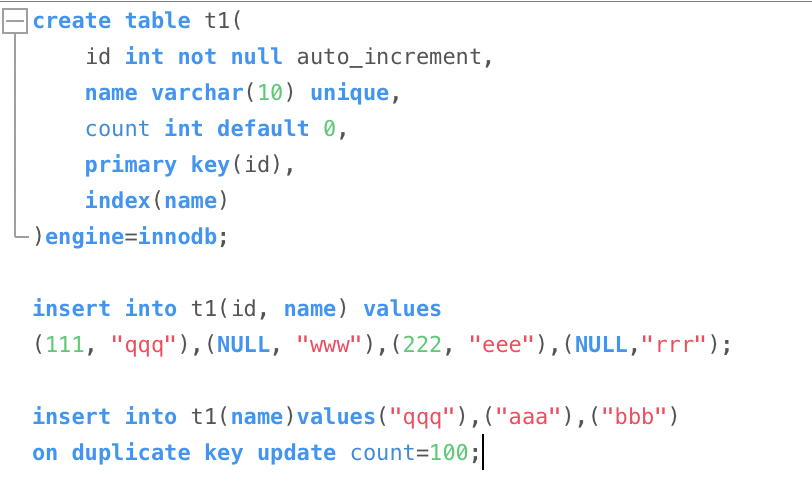 create table t1(
    id int not null auto_increment,
    name varchar(10) unique,
    count int default 0,
    primary key(id),
    index(name)
)engine=innodb;

insert into t1(id, name) values
(111, "qqq"),(NULL, "www"),(222, "eee"),(NULL,"rrr");

insert into t1(name)values("qqq"),("aaa"),("bbb")
on duplicate key update count=100;